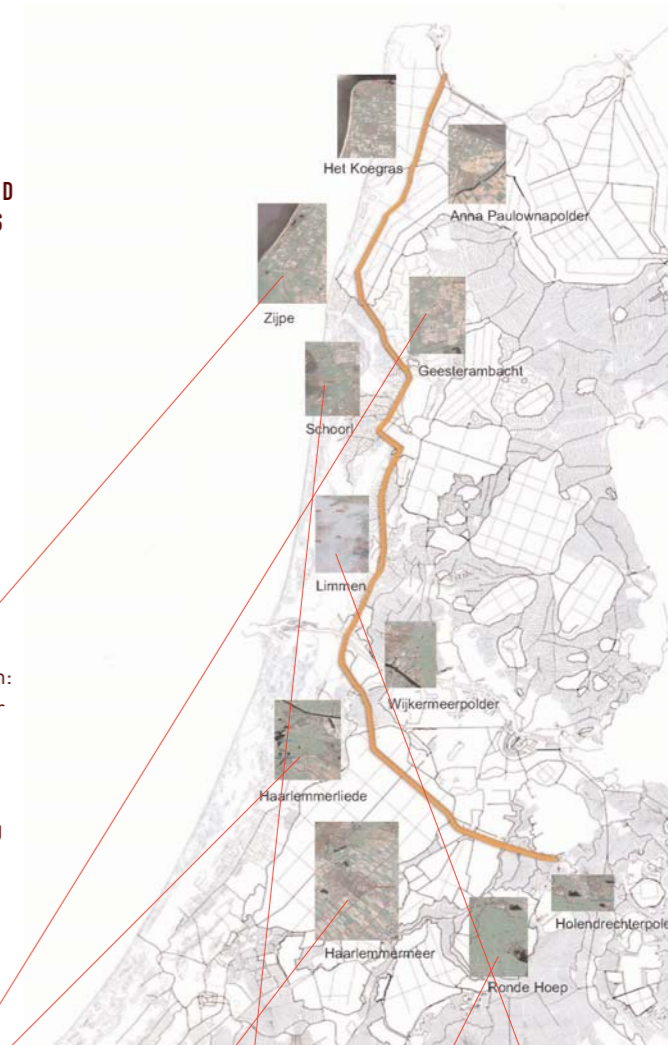 D
S
Het Koegras
Anna Paulownapolder
Zijpe
Geesterambacht
Schoorl
Limmen
n:
r
Wijkermeerpolder
Haarlemmerliede
g
Holendrechterpole
Haarlemmermeer
Ronde Hoep